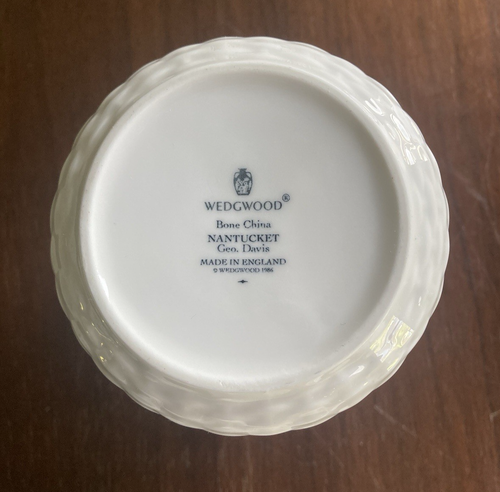 WEDGWOOD®
Bone China
NANTUCKET
Geo. Davis
MADE IN ENGLAND
© WEDGWOOD 1986